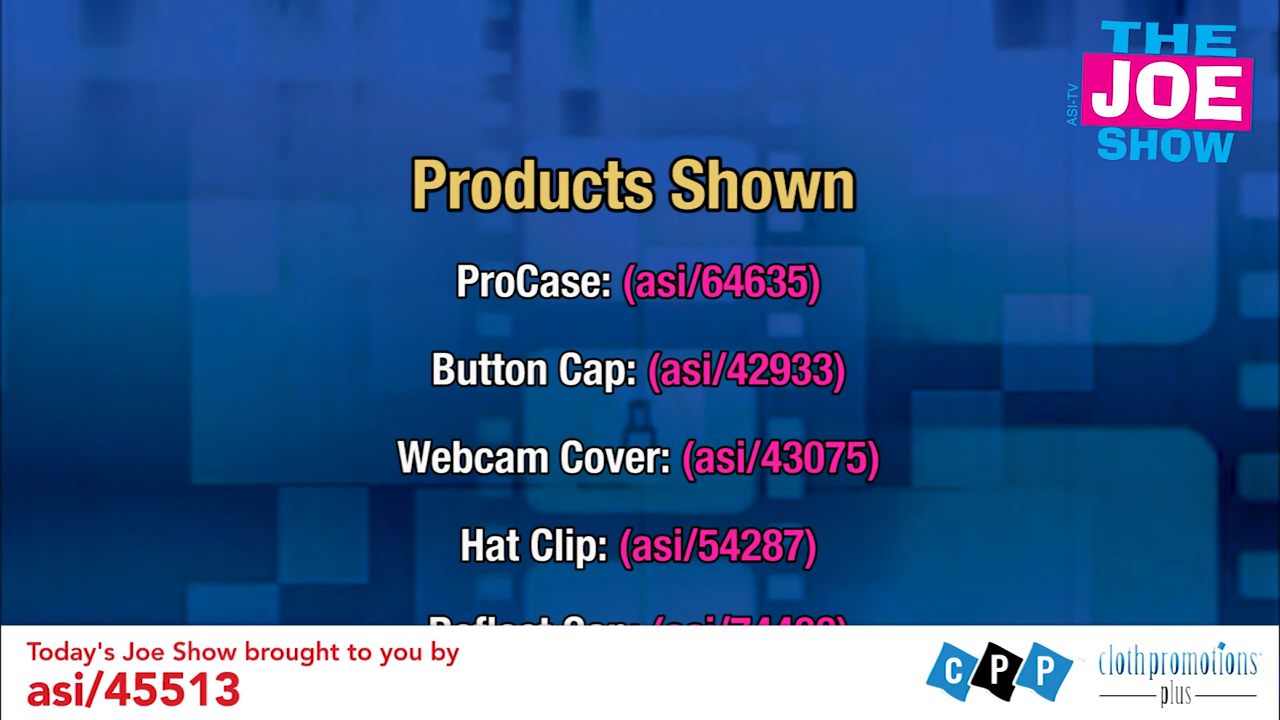 THE
JOE
SHOW
ASI-TV
Products Shown
ProCase: (asi/64635)
Button Cap: (asi/42933)
Webcam Cover: (asi/43075)
Hat Clip: (asi/54287)
Today's Joe Show brought to you by
asi/45513
CPP
clothpromotions
plus